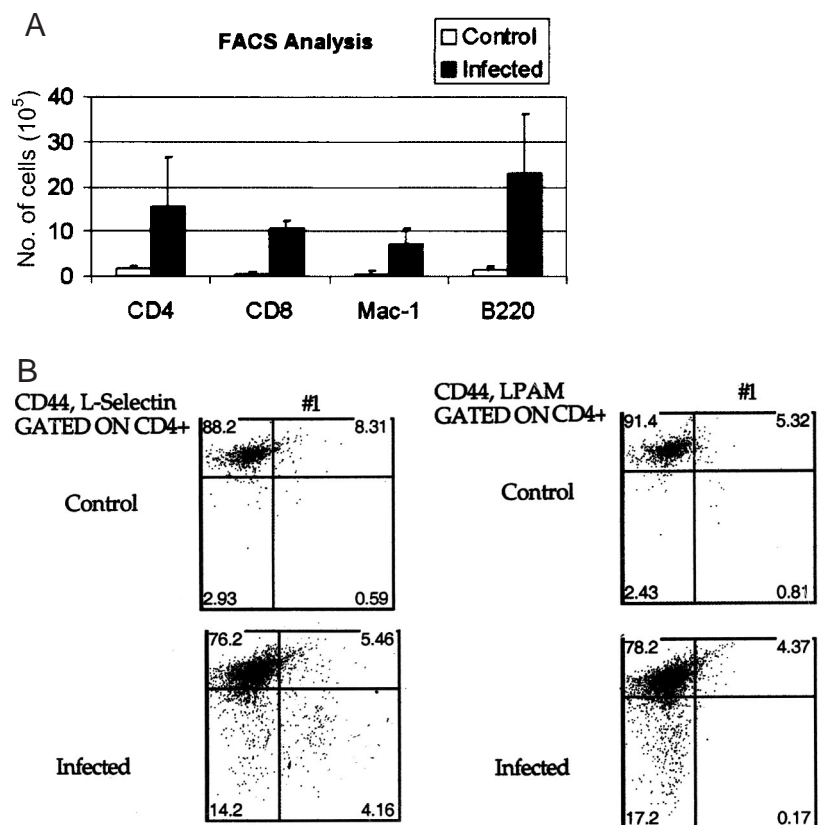 A
FACS Analysis
Control
Infected
No. of cells (10⁵)
40
30
20
10
0
CD4 CD8 Mac-1 B220
B
CD44, L-Selectin
GATED ON CD4+
#1
88.2 8.31
Control
2.93 0.59
76.2 5.46
Infected
14.2 4.16
CD44, LPAM
GATED ON CD4+
#1
91.4 5.32
Control
2.43 0.81
78.2 4.37
Infected
17.2 0.17